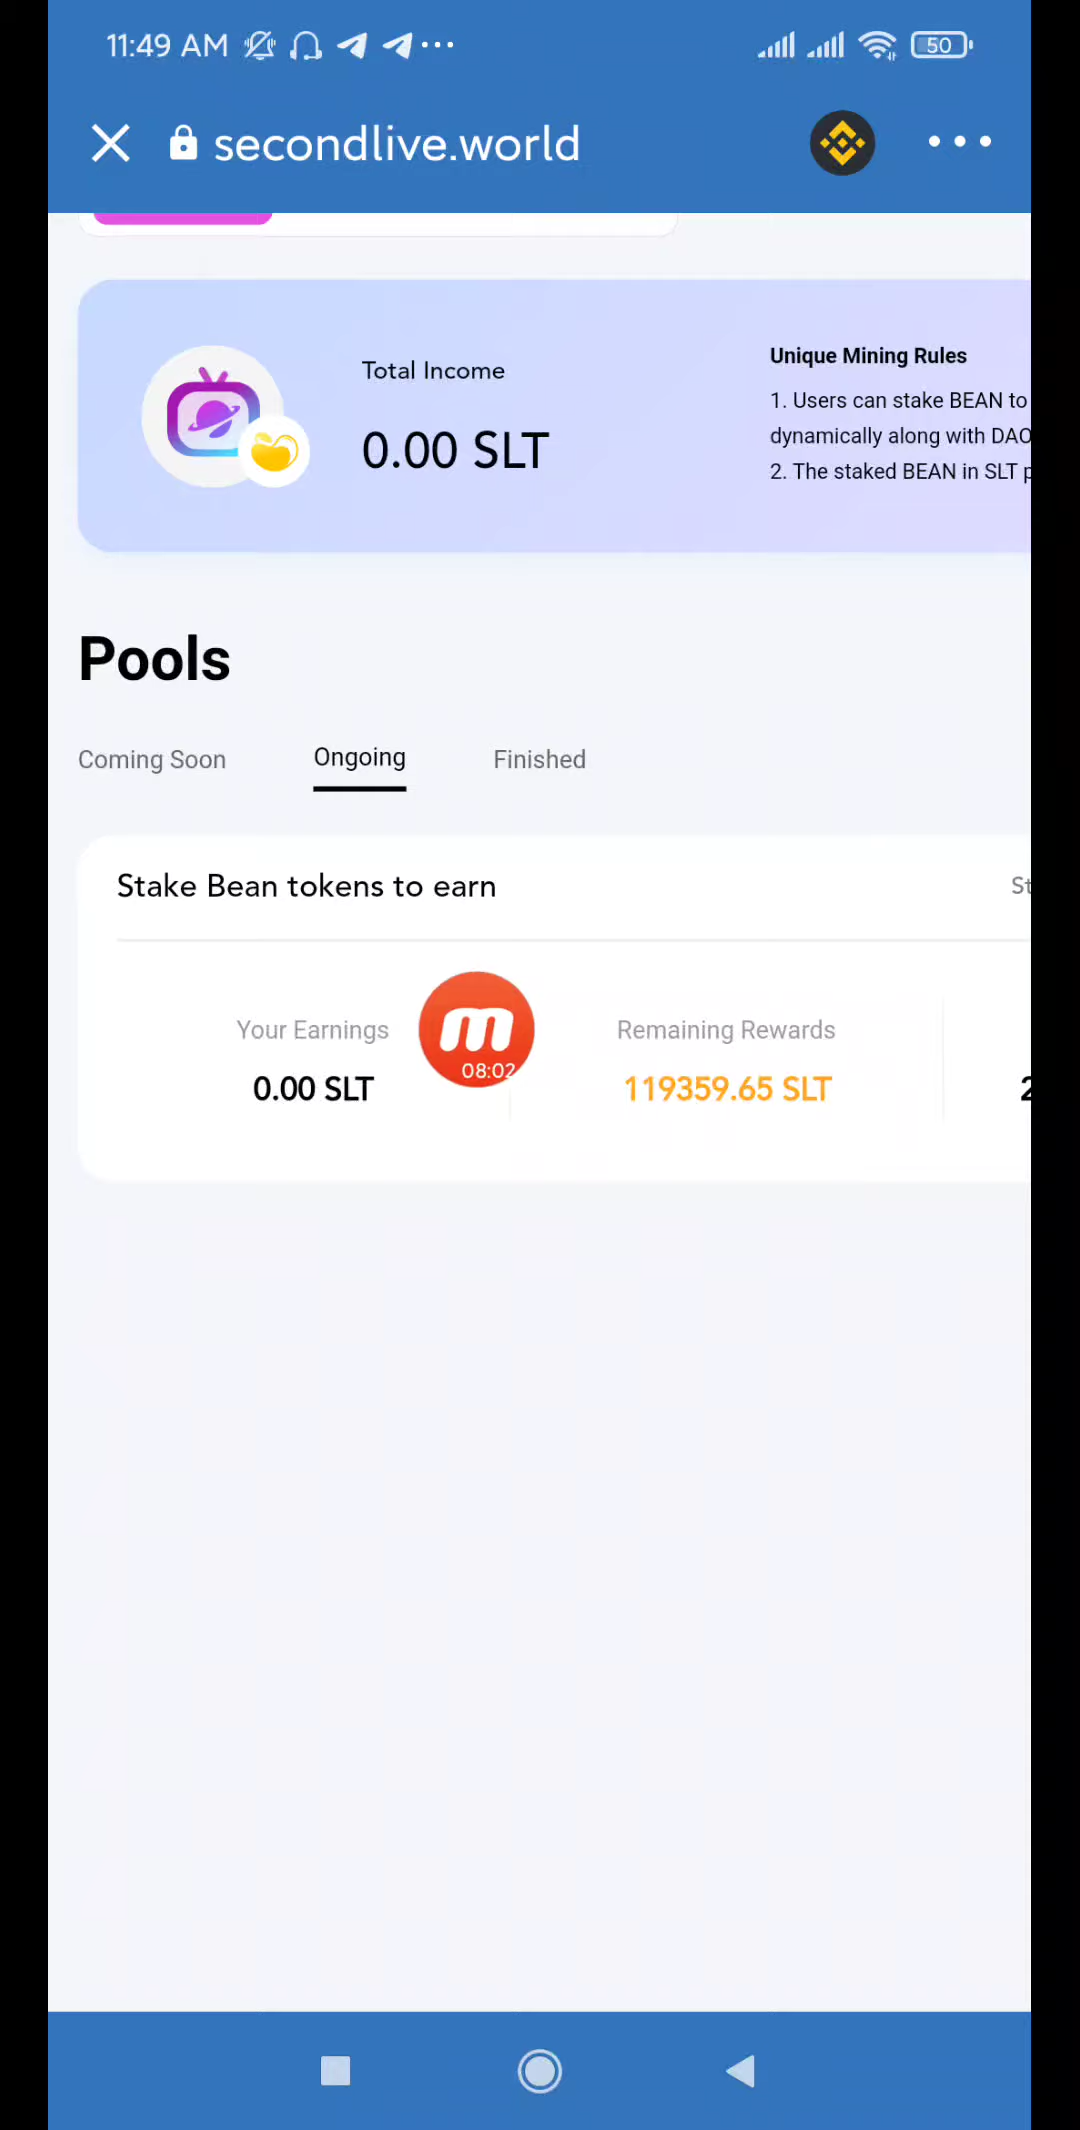 11:49 AM
50
secondlive.world
Total Income
0.00 SLT
Unique Mining Rules
1. Users can stake BEAN to
dynamically along with DAO
2. The staked BEAN in SLT p
Pools
Coming Soon
Ongoing
Finished
Stake Bean tokens to earn
St
Your Earnings
0.00 SLT
m
08:02
Remaining Rewards
119359.65 SLT
2